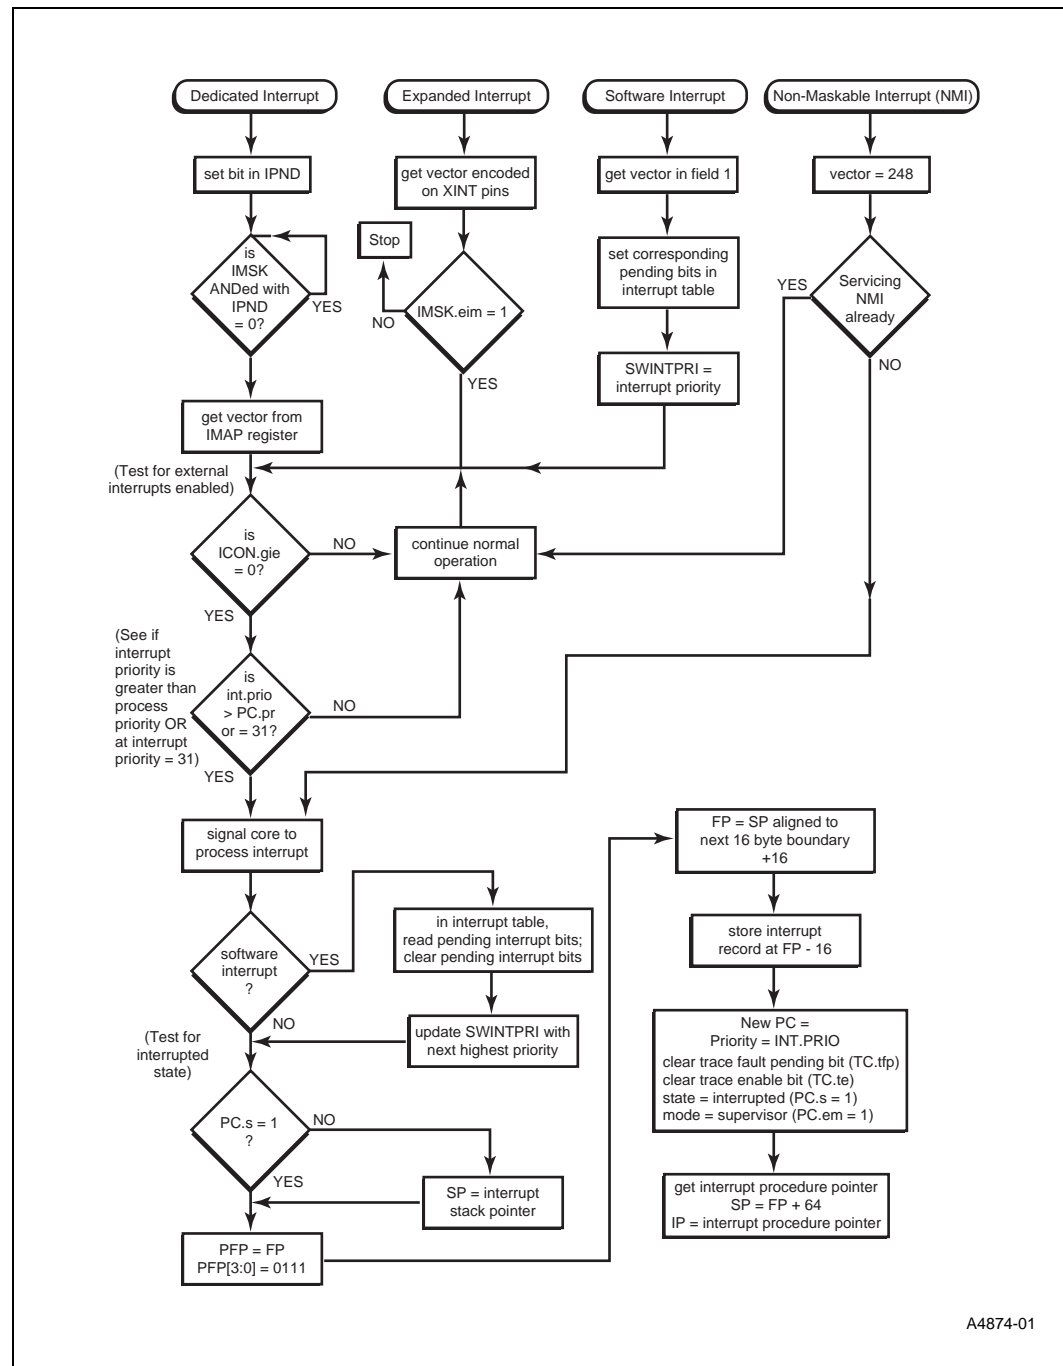 Dedicated Interrupt
Expanded Interrupt
Software Interrupt
Non-Maskable Interrupt (NMI)
set bit in IPND
get vector encoded
on XINT pins
get vector in field 1
vector = 248
Stop
is
IMSK
ANDed with
IPND
= 0?
YES
NO
IMSK.eim = 1
YES
set corresponding
pending bits in
interrupt table
YES
Servicing
NMI
already
NO
SWINTPRI =
interrupt priority
get vector from
IMAP register
(Test for external
interrupts enabled)
is
ICON.gie
= 0?
NO
YES
continue normal
operation
(See if
interrupt
priority is
greater than
process
priority OR
at interrupt
priority = 31)
is
int.prio
> PC.pr
or = 31?
NO
YES
signal core to
process interrupt
software
interrupt
?
YES
NO
in interrupt table,
read pending interrupt bits;
clear pending interrupt bits
update SWINTPRI with
next highest priority
(Test for
interrupted
state)
PC.s = 1
?
NO
YES
SP = interrupt
stack pointer
PFP = FP
PFP[3:0] = 0111
FP = SP aligned to
next 16 byte boundary
+16
store interrupt
record at FP - 16
New PC =
Priority = INT.PRIO
clear trace fault pending bit (TC.tfp)
clear trace enable bit (TC.te)
state = interrupted (PC.s = 1)
mode = supervisor (PC.em = 1)
get interrupt procedure pointer
SP = FP + 64
IP = interrupt procedure pointer
A4874-01